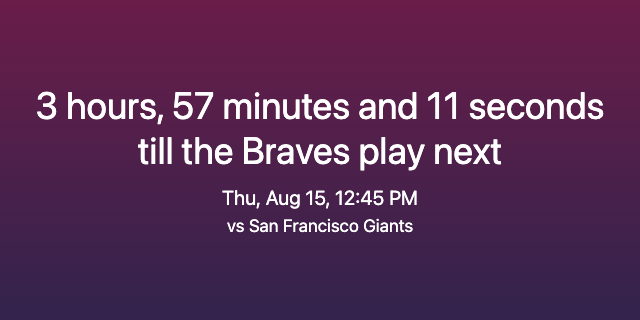 3 hours, 57 minutes and 11 seconds
till the Braves play next
Thu, Aug 15, 12:45 PM
vs San Francisco Giants